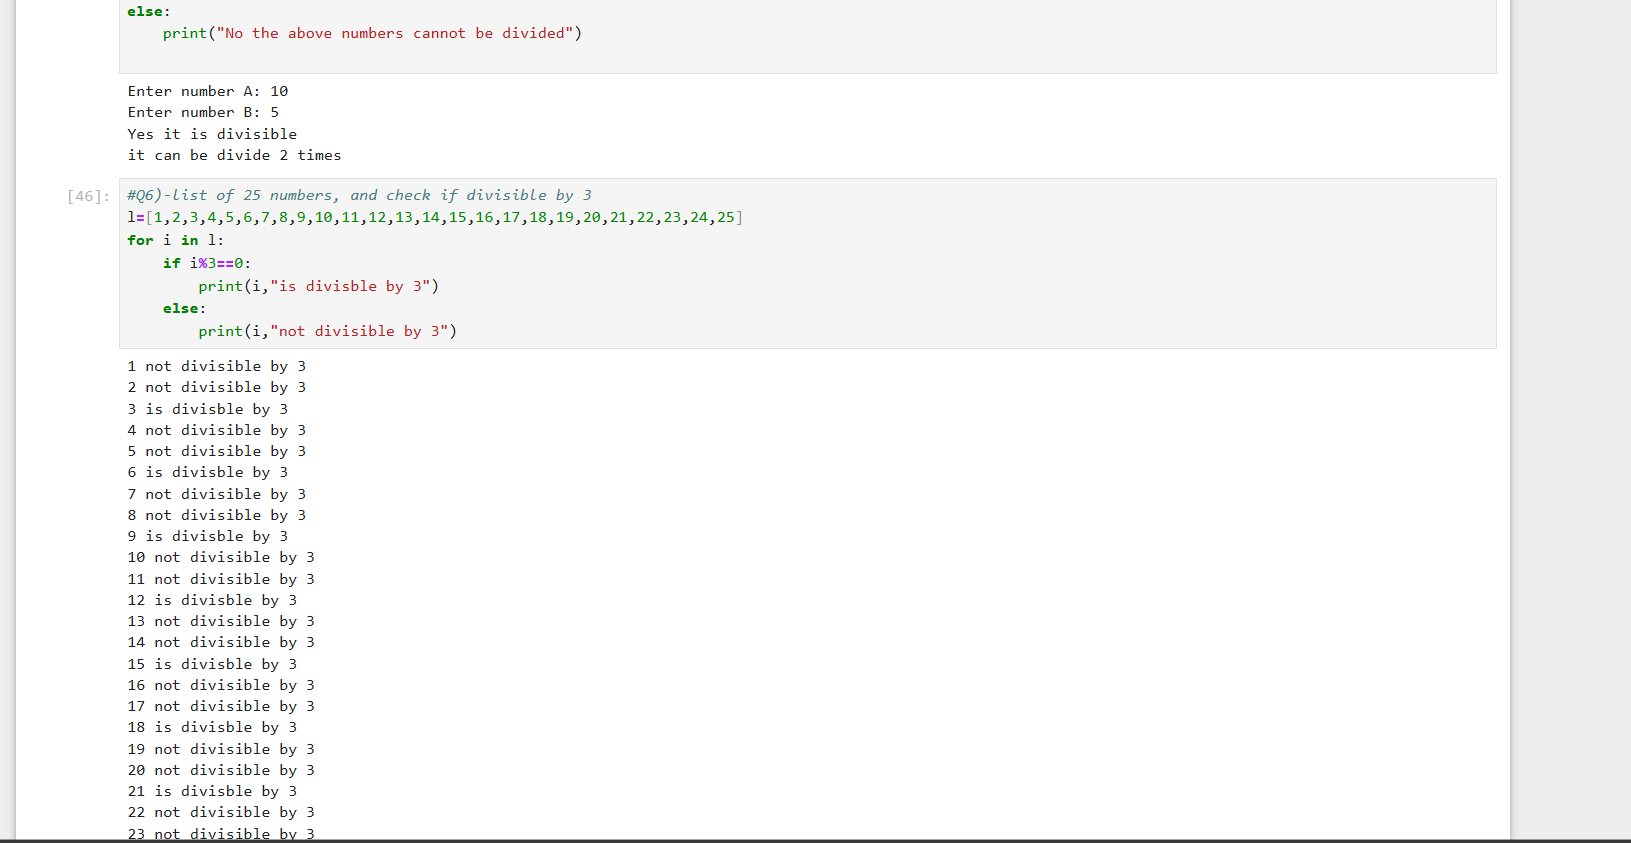 else:
    print("No the above numbers cannot be divided")
Enter number A: 10
Enter number B: 5
Yes it is divisible
it can be divide 2 times
[46]: #Q6)-list of 25 numbers, and check if divisible by 3
l=[1,2,3,4,5,6,7,8,9,10,11,12,13,14,15,16,17,18,19,20,21,22,23,24,25]
for i in l:
    if i%3==0:
        print(i,"is divisble by 3")
    else:
        print(i,"not divisible by 3")
1 not divisible by 3
2 not divisible by 3
3 is divisble by 3
4 not divisible by 3
5 not divisible by 3
6 is divisble by 3
7 not divisible by 3
8 not divisible by 3
9 is divisble by 3
10 not divisible by 3
11 not divisible by 3
12 is divisble by 3
13 not divisible by 3
14 not divisible by 3
15 is divisble by 3
16 not divisible by 3
17 not divisible by 3
18 is divisble by 3
19 not divisible by 3
20 not divisible by 3
21 is divisble by 3
22 not divisible by 3
23 not divisible by 3